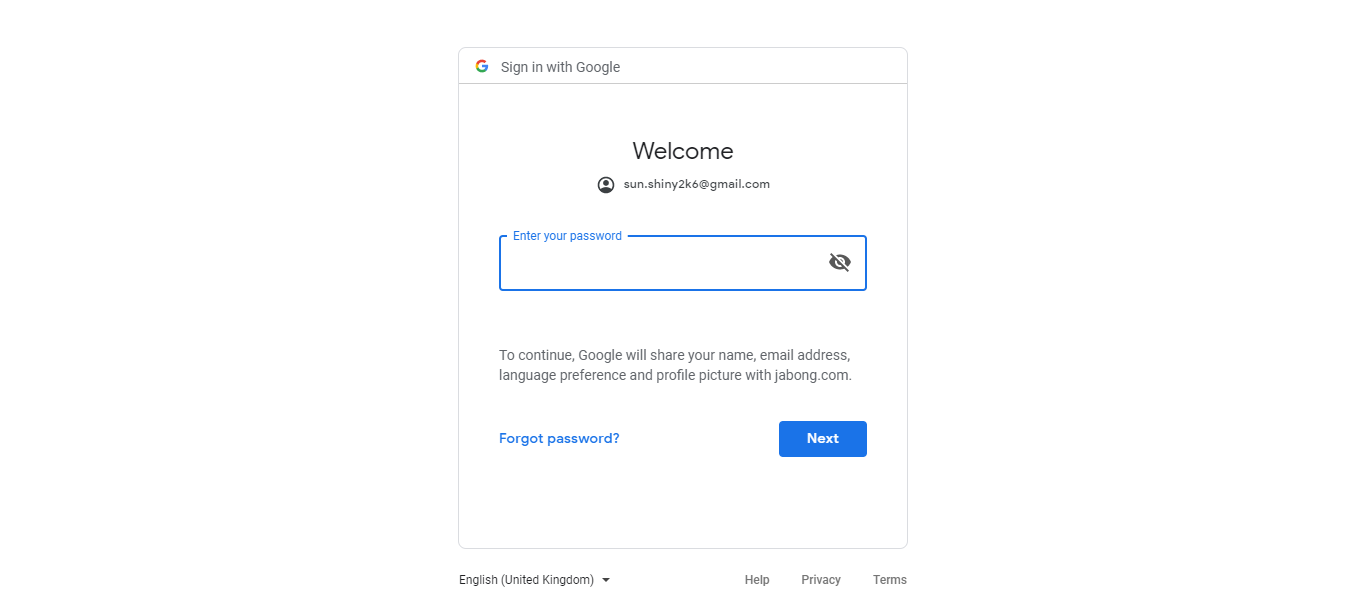 Sign in with Google
Welcome
sun.shiny2k6@gmail.com
Enter your password
To continue, Google will share your name, email address,
language preference and profile picture with jabong.com.
Forgot password?
Next
English (United Kingdom)
Help Privacy Terms